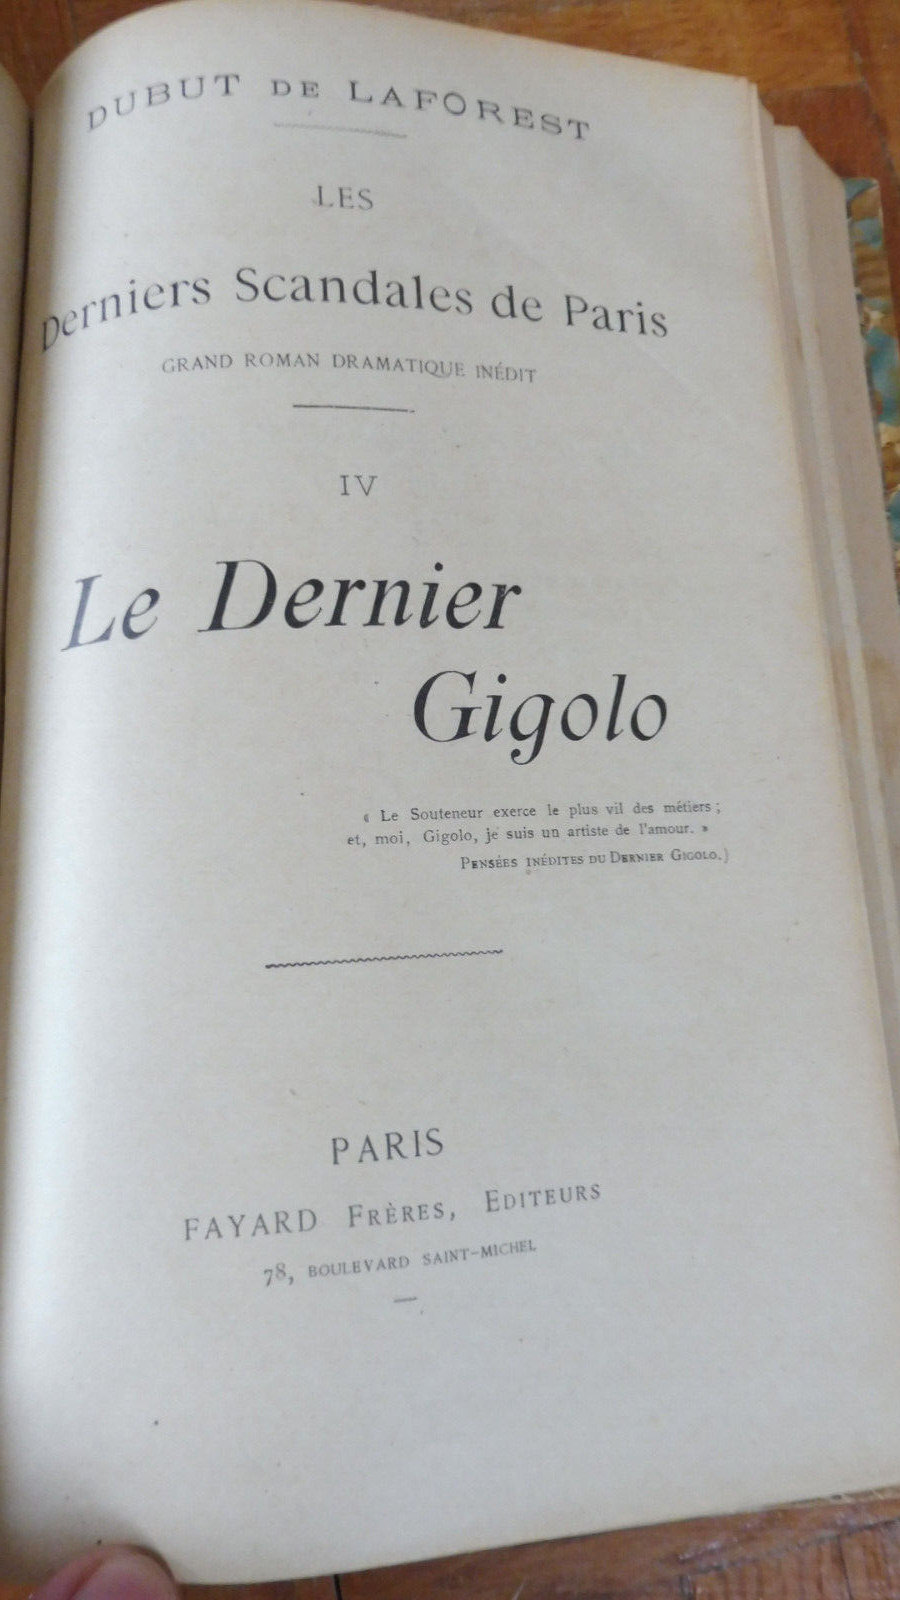 DUBUT DE LAFOREST
LES
Derniers Scandales de Paris
GRAND ROMAN DRAMATIQUE INÉDIT
IV
Le Dernier
Gigolo
« Le Souteneur exerce le plus vil des métiers ;
et, moi, Gigolo, je suis un artiste de l'amour. »
PENSÉES INÉDITES DU DERNIER GIGOLO.)
PARIS
FAYARD FRÈRES, EDITEURS
78, BOULEVARD SAINT-MICHEL